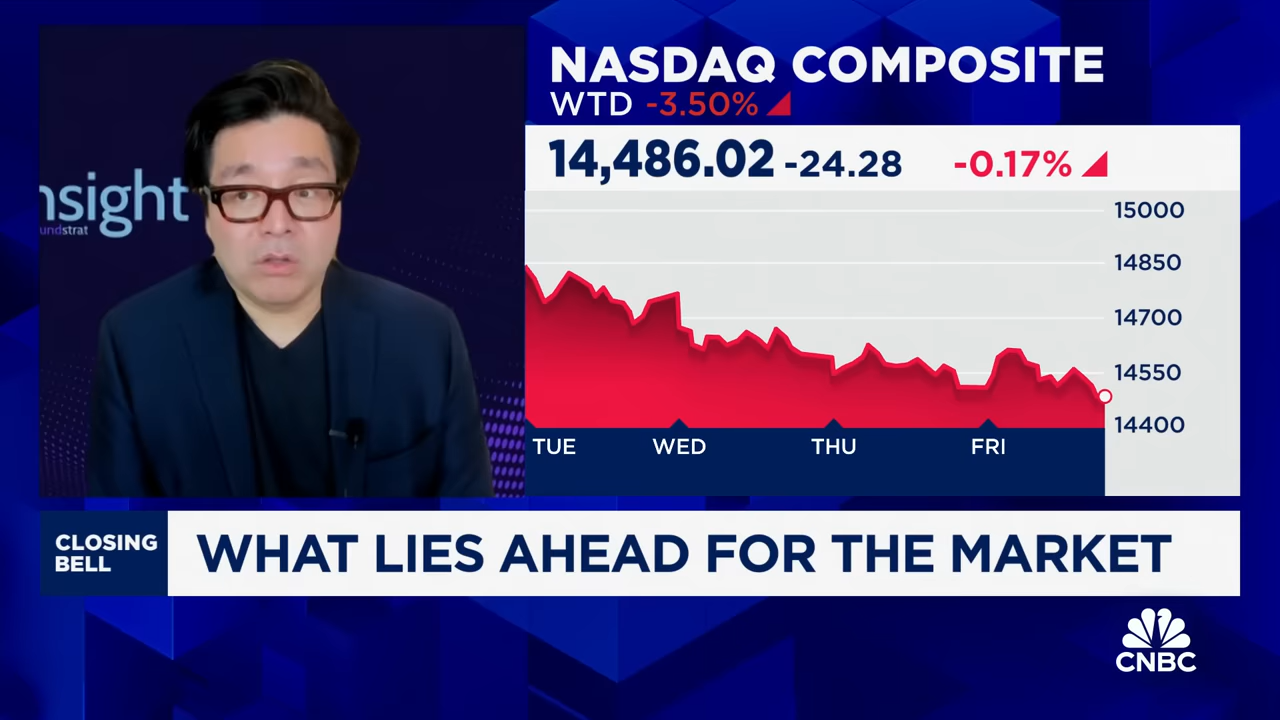 nsight
undstrat
NASDAQ COMPOSITE
WTD -3.50%
14,486.02 -24.28 -0.17%
15000
14850
14700
14550
14400
TUE WED THU FRI
CLOSING
BELL
WHAT LIES AHEAD FOR THE MARKET
CNBC